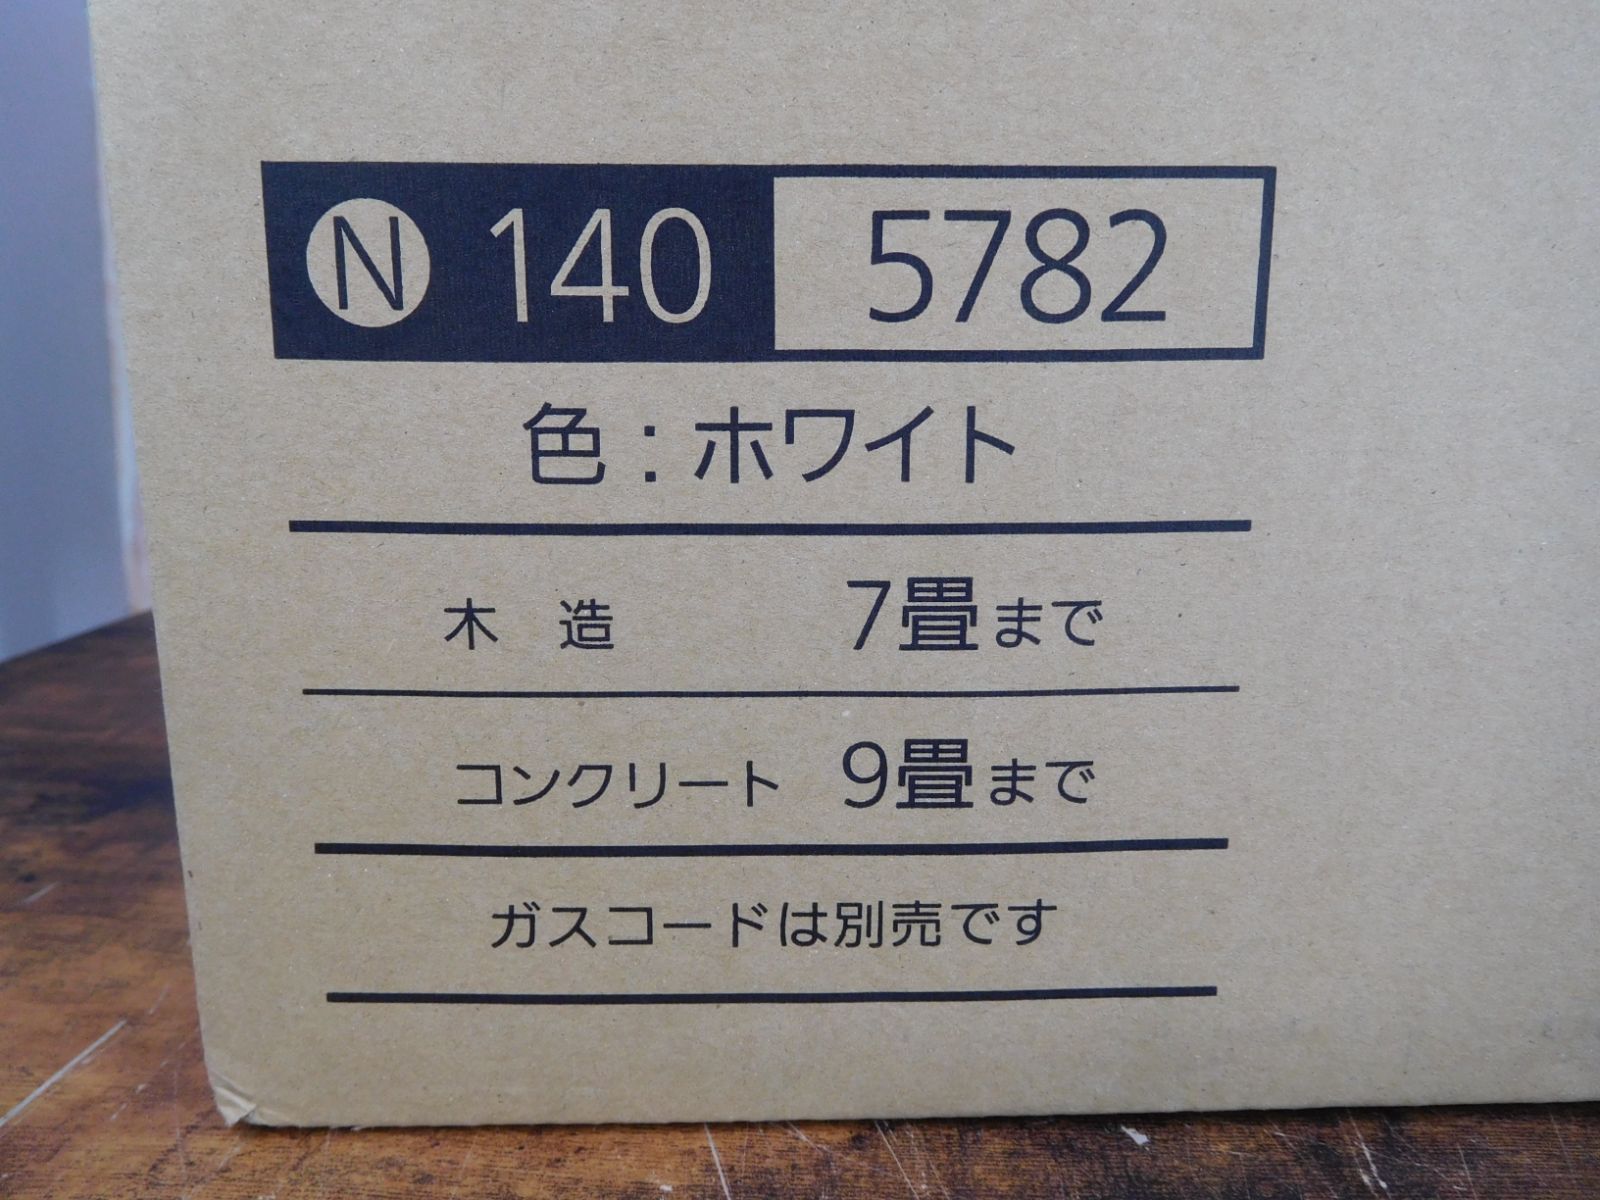 Ⓝ 140 5782
色：ホワイト
木 造 7畳まで
コンクリート 9畳まで
ガスコードは別売です